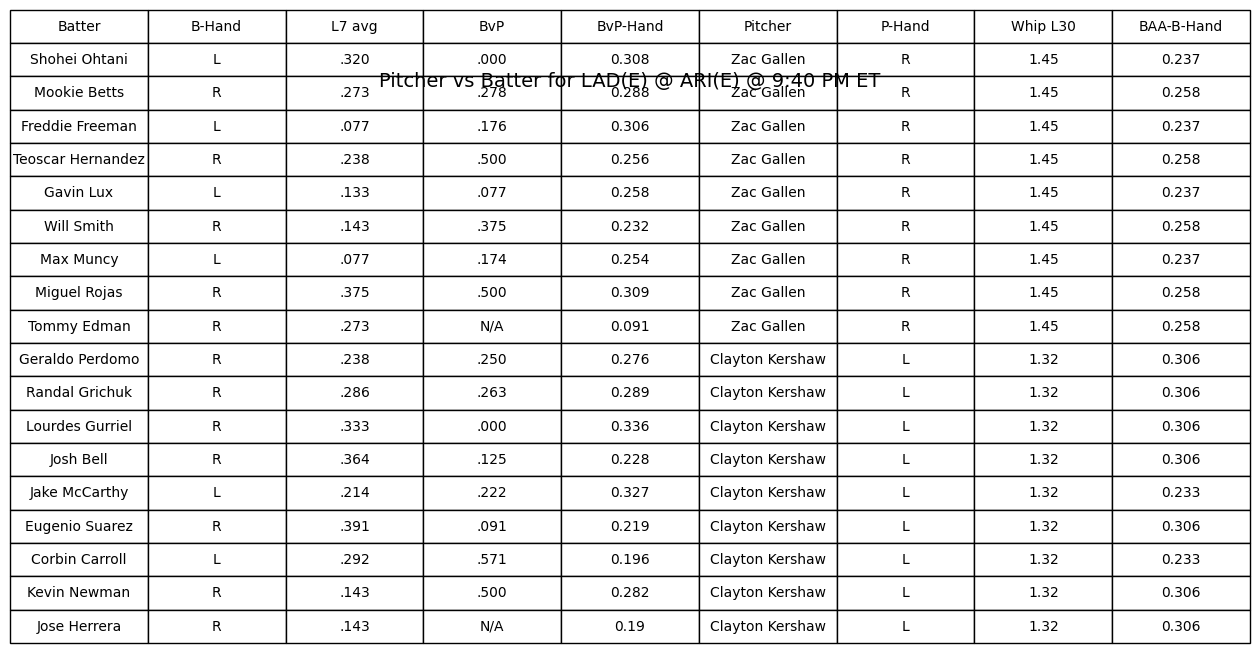 Batter B-Hand L7 avg BvP BvP-Hand Pitcher P-Hand Whip L30 BAA-B-Hand
Shohei Ohtani L .320 .000 0.308 Zac Gallen R 1.45 0.237
Pitcher vs Batter for LAD(E) @ ARI(E) @ 9:40 PM ET
Mookie Betts R .273 .278 0.288 Zac Gallen R 1.45 0.258
Freddie Freeman L .077 .176 0.306 Zac Gallen R 1.45 0.237
Teoscar Hernandez R .238 .500 0.256 Zac Gallen R 1.45 0.258
Gavin Lux L .133 .077 0.258 Zac Gallen R 1.45 0.237
Will Smith R .143 .375 0.232 Zac Gallen R 1.45 0.258
Max Muncy L .077 .174 0.254 Zac Gallen R 1.45 0.237
Miguel Rojas R .375 .500 0.309 Zac Gallen R 1.45 0.258
Tommy Edman R .273 N/A 0.091 Zac Gallen R 1.45 0.258
Geraldo Perdomo R .238 .250 0.276 Clayton Kershaw L 1.32 0.306
Randal Grichuk R .286 .263 0.289 Clayton Kershaw L 1.32 0.306
Lourdes Gurriel R .333 .000 0.336 Clayton Kershaw L 1.32 0.306
Josh Bell R .364 .125 0.228 Clayton Kershaw L 1.32 0.306
Jake McCarthy L .214 .222 0.327 Clayton Kershaw L 1.32 0.233
Eugenio Suarez R .391 .091 0.219 Clayton Kershaw L 1.32 0.306
Corbin Carroll L .292 .571 0.196 Clayton Kershaw L 1.32 0.233
Kevin Newman R .143 .500 0.282 Clayton Kershaw L 1.32 0.306
Jose Herrera R .143 N/A 0.19 Clayton Kershaw L 1.32 0.306